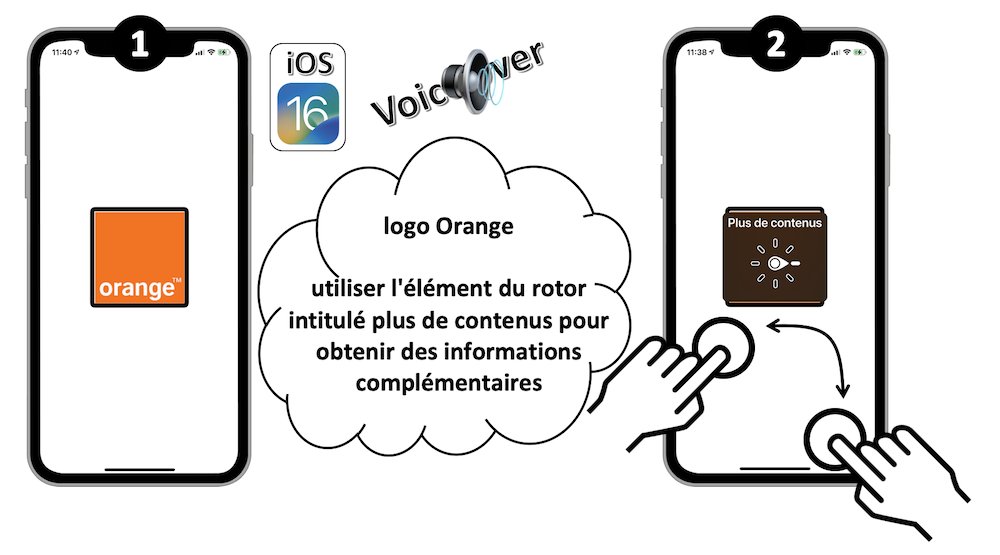 1
11:40
iOS
16
VoiceOver
2
11:38
orange™
logo Orange
utiliser l'élément du rotor
intitulé plus de contenus pour
obtenir des informations
complémentaires
Plus de contenus